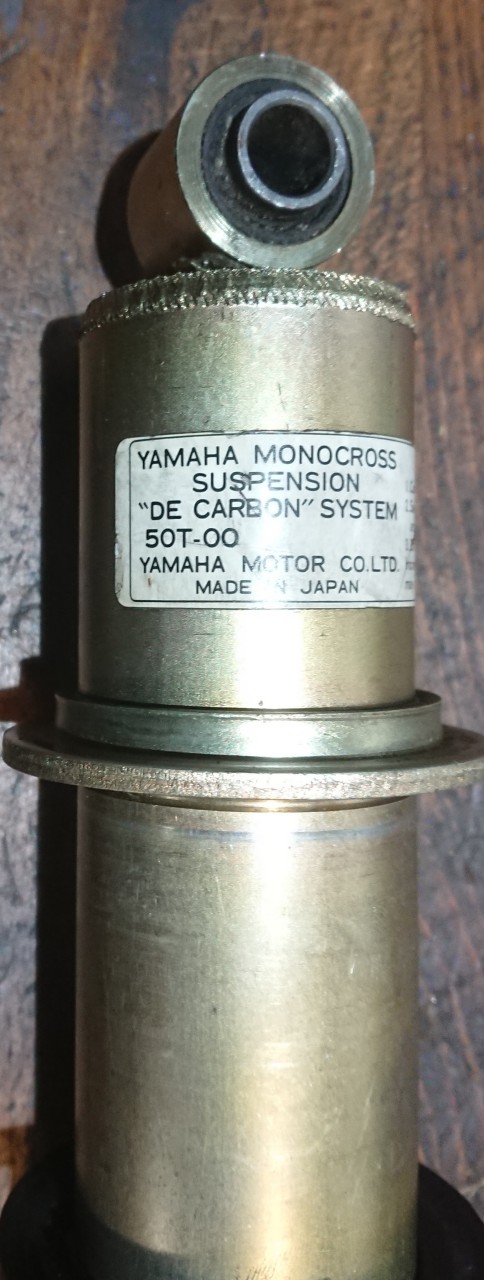 YAMAHA MONOCROSS
SUSPENSION
"DE CARBON" SYSTEM
50T-00
YAMAHA MOTOR CO.LTD.
MADE IN JAPAN